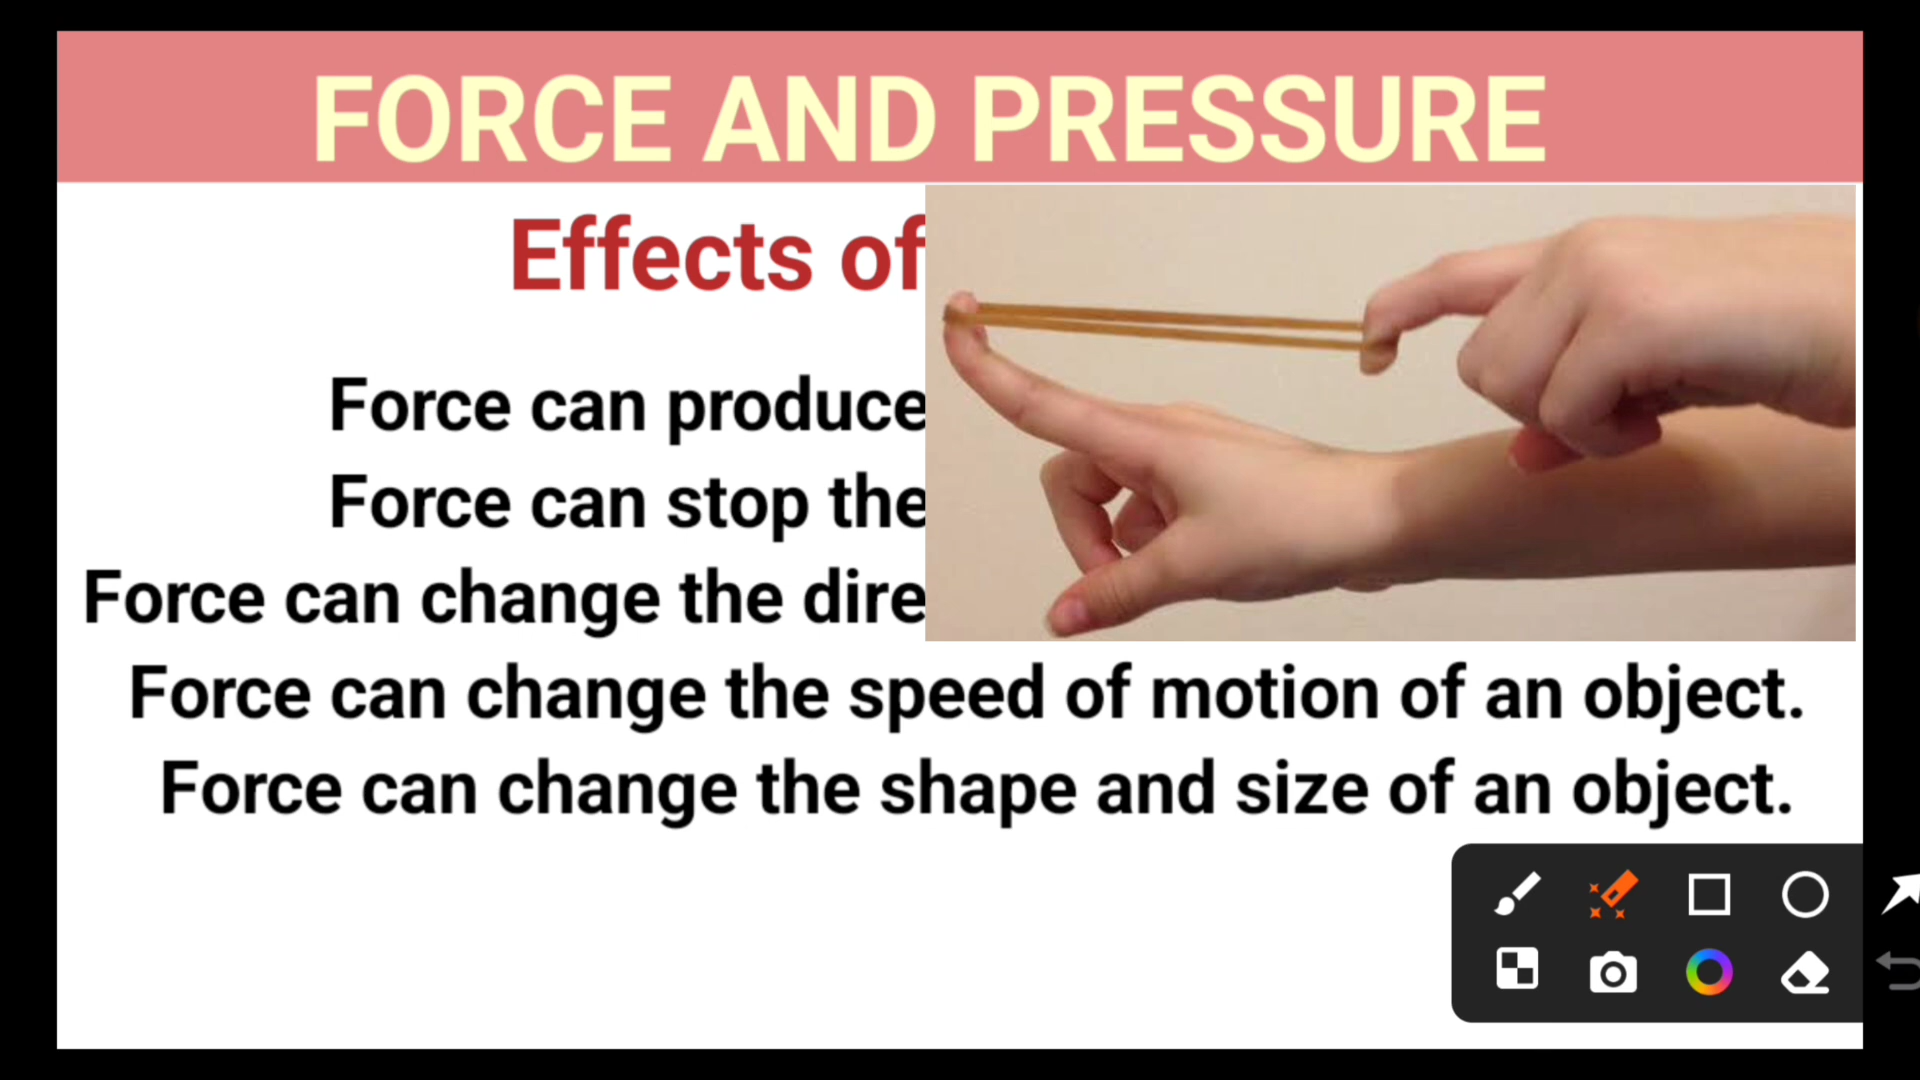 FORCE AND PRESSURE
Effects of
Force can produce
Force can stop the
Force can change the dire
Force can change the speed of motion of an object.
Force can change the shape and size of an object.